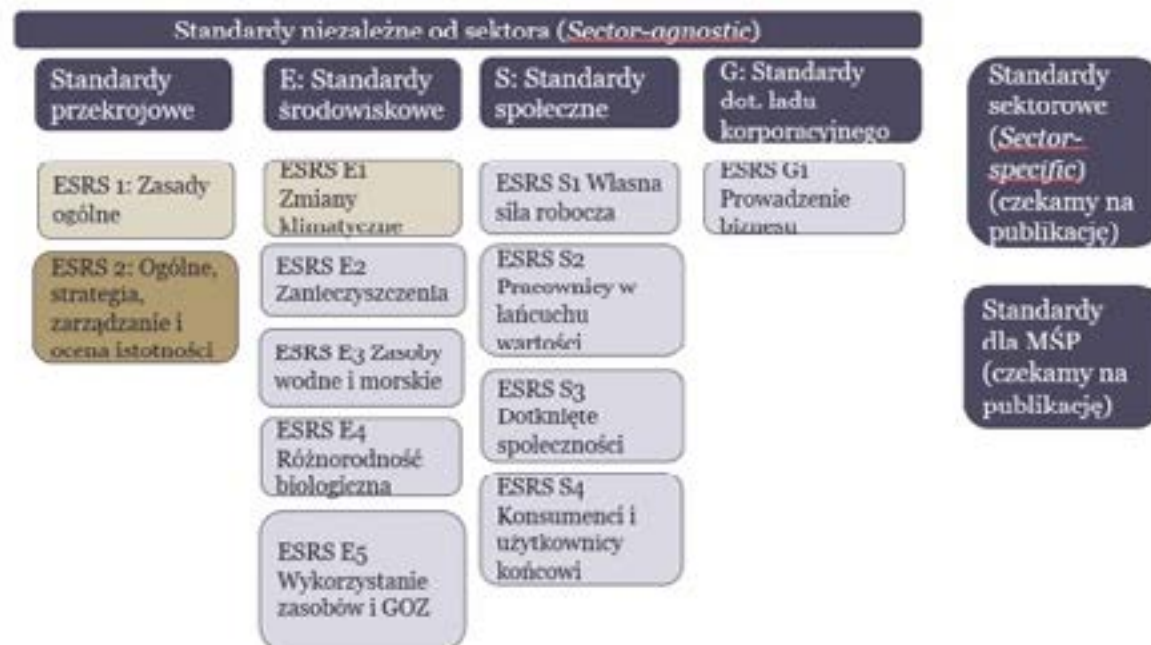 Standardy niezależne od sektora (Sector-agnostic)
Standardy
przekrojowe
ESRS 1: Zasady
ogólne
ESRS 2: Ogólne,
strategia,
zarządzanie i
ocena istotności
E: Standardy
środowiskowe
ESRS E1
Zmiany
klimatyczne
ESRS E2
Zanieczyszczenia
ESRS E3 Zasoby
wodne i morskie
ESRS E4
Różnorodność
biologiczna
ESRS E5
Wykorzystanie
zasobów i GOZ
S: Standardy
społeczne
ESRS S1 Własna
siła robocza
ESRS S2
Pracownicy w
łańcuchu
wartości
ESRS S3
Dotknięte
społeczności
ESRS S4
Konsumenci i
użytkownicy
końcowi
G: Standardy
dot. ładu
korporacyjnego
ESRS G1
Prowadzenie
biznesu
Standardy
sektorowe
(Sector-
specific)
(czekamy na
publikację)
Standardy
dla MŚP
(czekamy na
publikację)